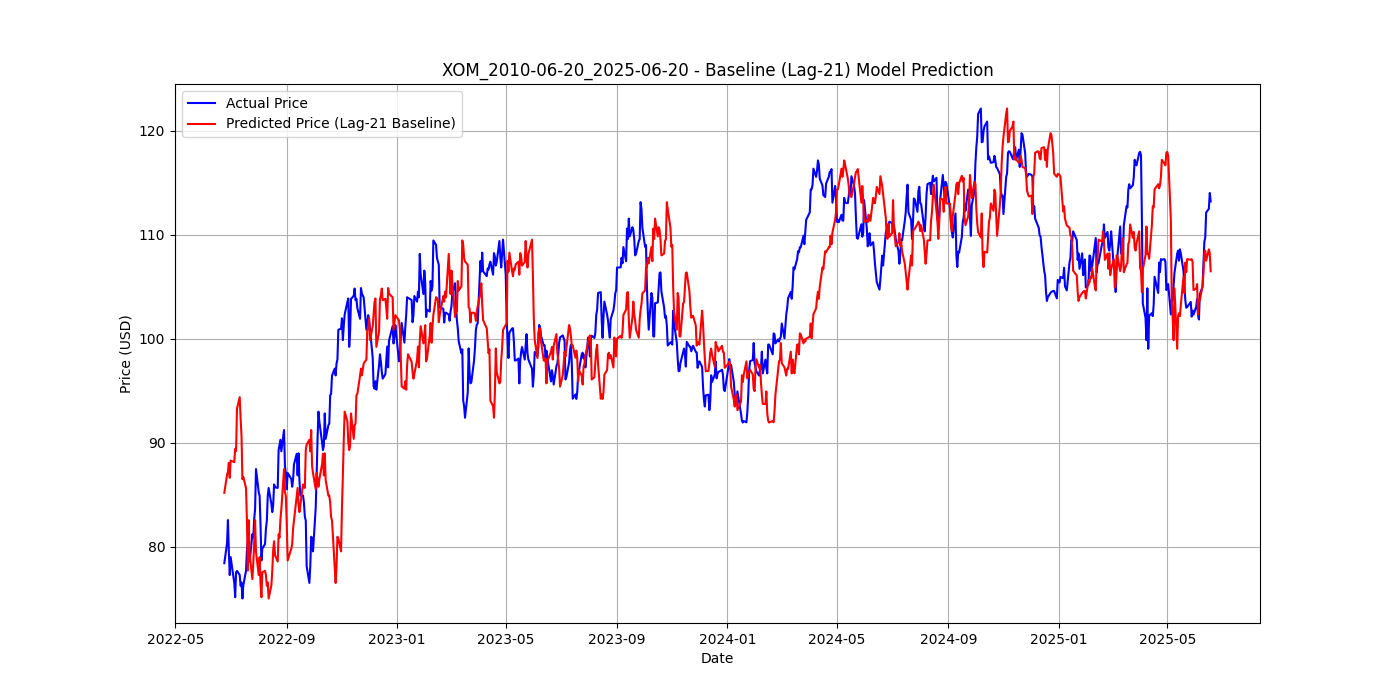 XOM_2010-06-20_2025-06-20 - Baseline (Lag-21) Model Prediction
Actual Price
Predicted Price (Lag-21 Baseline)
120
110
100
90
80
Price (USD)
2022-05 2022-09 2023-01 2023-05 2023-09 2024-01 2024-05 2024-09 2025-01 2025-05
Date